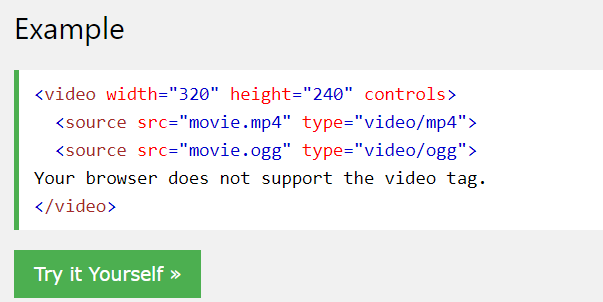 Example
<video width="320" height="240" controls>
  <source src="movie.mp4" type="video/mp4">
  <source src="movie.ogg" type="video/ogg">
Your browser does not support the video tag.
</video>
Try it Yourself »